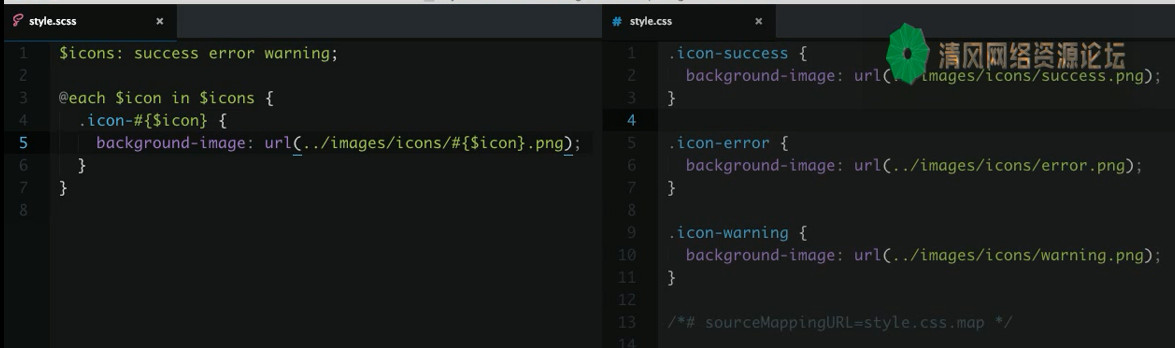 style.scss ×
1 $icons: success error warning;
2
3 @each $icon in $icons {
4 .icon-#{$icon} {
5 background-image: url(../images/icons/#{$icon}.png);
6 }
7 }
8
style.css ×
清风网络资源论坛
1 .icon-success {
2 background-image: url(../images/icons/success.png);
3 }
4
5 .icon-error {
6 background-image: url(../images/icons/error.png);
7 }
8
9 .icon-warning {
10 background-image: url(../images/icons/warning.png);
11 }
12
13 /*# sourceMappingURL=style.css.map */
14